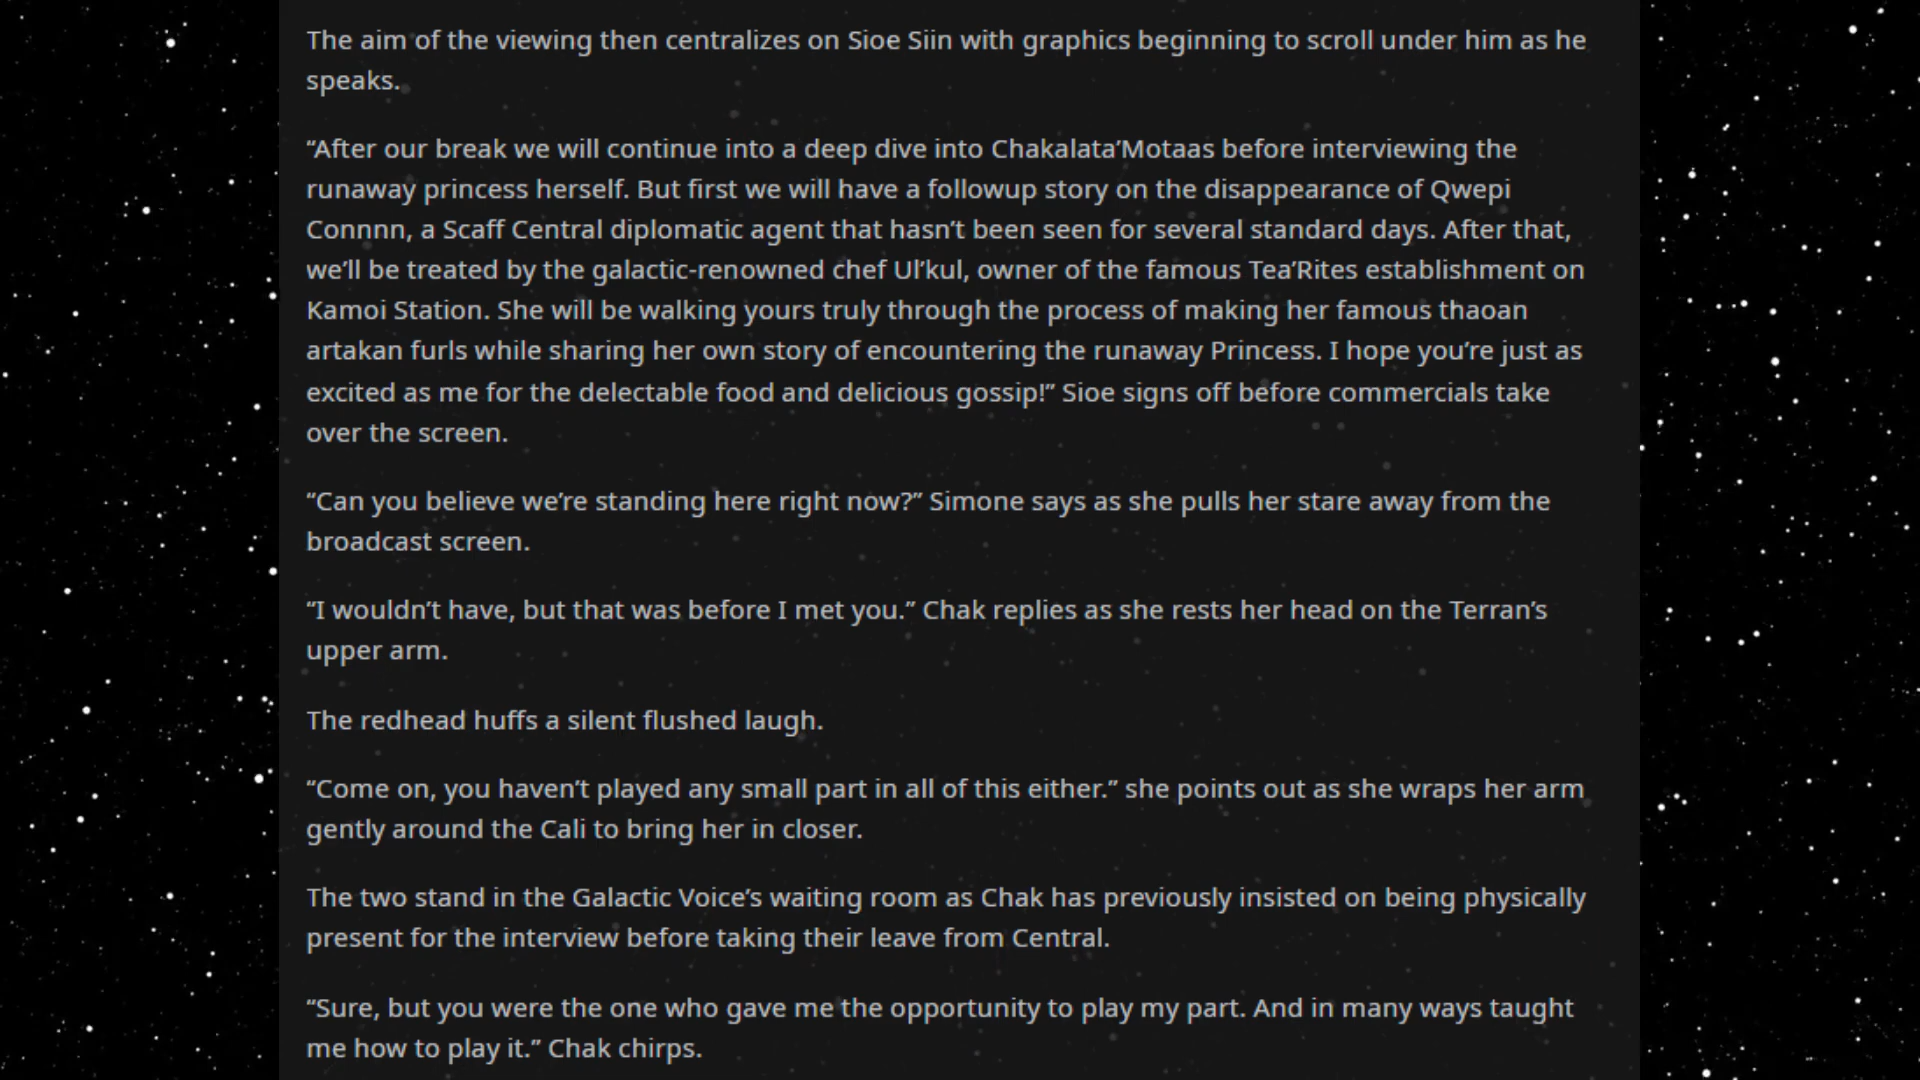 The aim of the viewing then centralizes on Sioe Siin with graphics beginning to scroll under him as he
speaks.
“After our break we will continue into a deep dive into Chakalata’Motaas before interviewing the
runaway princess herself. But first we will have a followup story on the disappearance of Qwepi
Connnn, a Scaff Central diplomatic agent that hasn’t been seen for several standard days. After that,
we’ll be treated by the galactic-renowned chef Ul’kul, owner of the famous Tea’Rites establishment on
Kamoi Station. She will be walking yours truly through the process of making her famous thaoan
artakan furls while sharing her own story of encountering the runaway Princess. I hope you’re just as
excited as me for the delectable food and delicious gossip!” Sioe signs off before commercials take
over the screen.
“Can you believe we’re standing here right now?” Simone says as she pulls her stare away from the
broadcast screen.
“I wouldn’t have, but that was before I met you.” Chak replies as she rests her head on the Terran’s
upper arm.
The redhead huffs a silent flushed laugh.
“Come on, you haven’t played any small part in all of this either.” she points out as she wraps her arm
gently around the Cali to bring her in closer.
The two stand in the Galactic Voice’s waiting room as Chak has previously insisted on being physically
present for the interview before taking their leave from Central.
“Sure, but you were the one who gave me the opportunity to play my part. And in many ways taught
me how to play it.” Chak chirps.